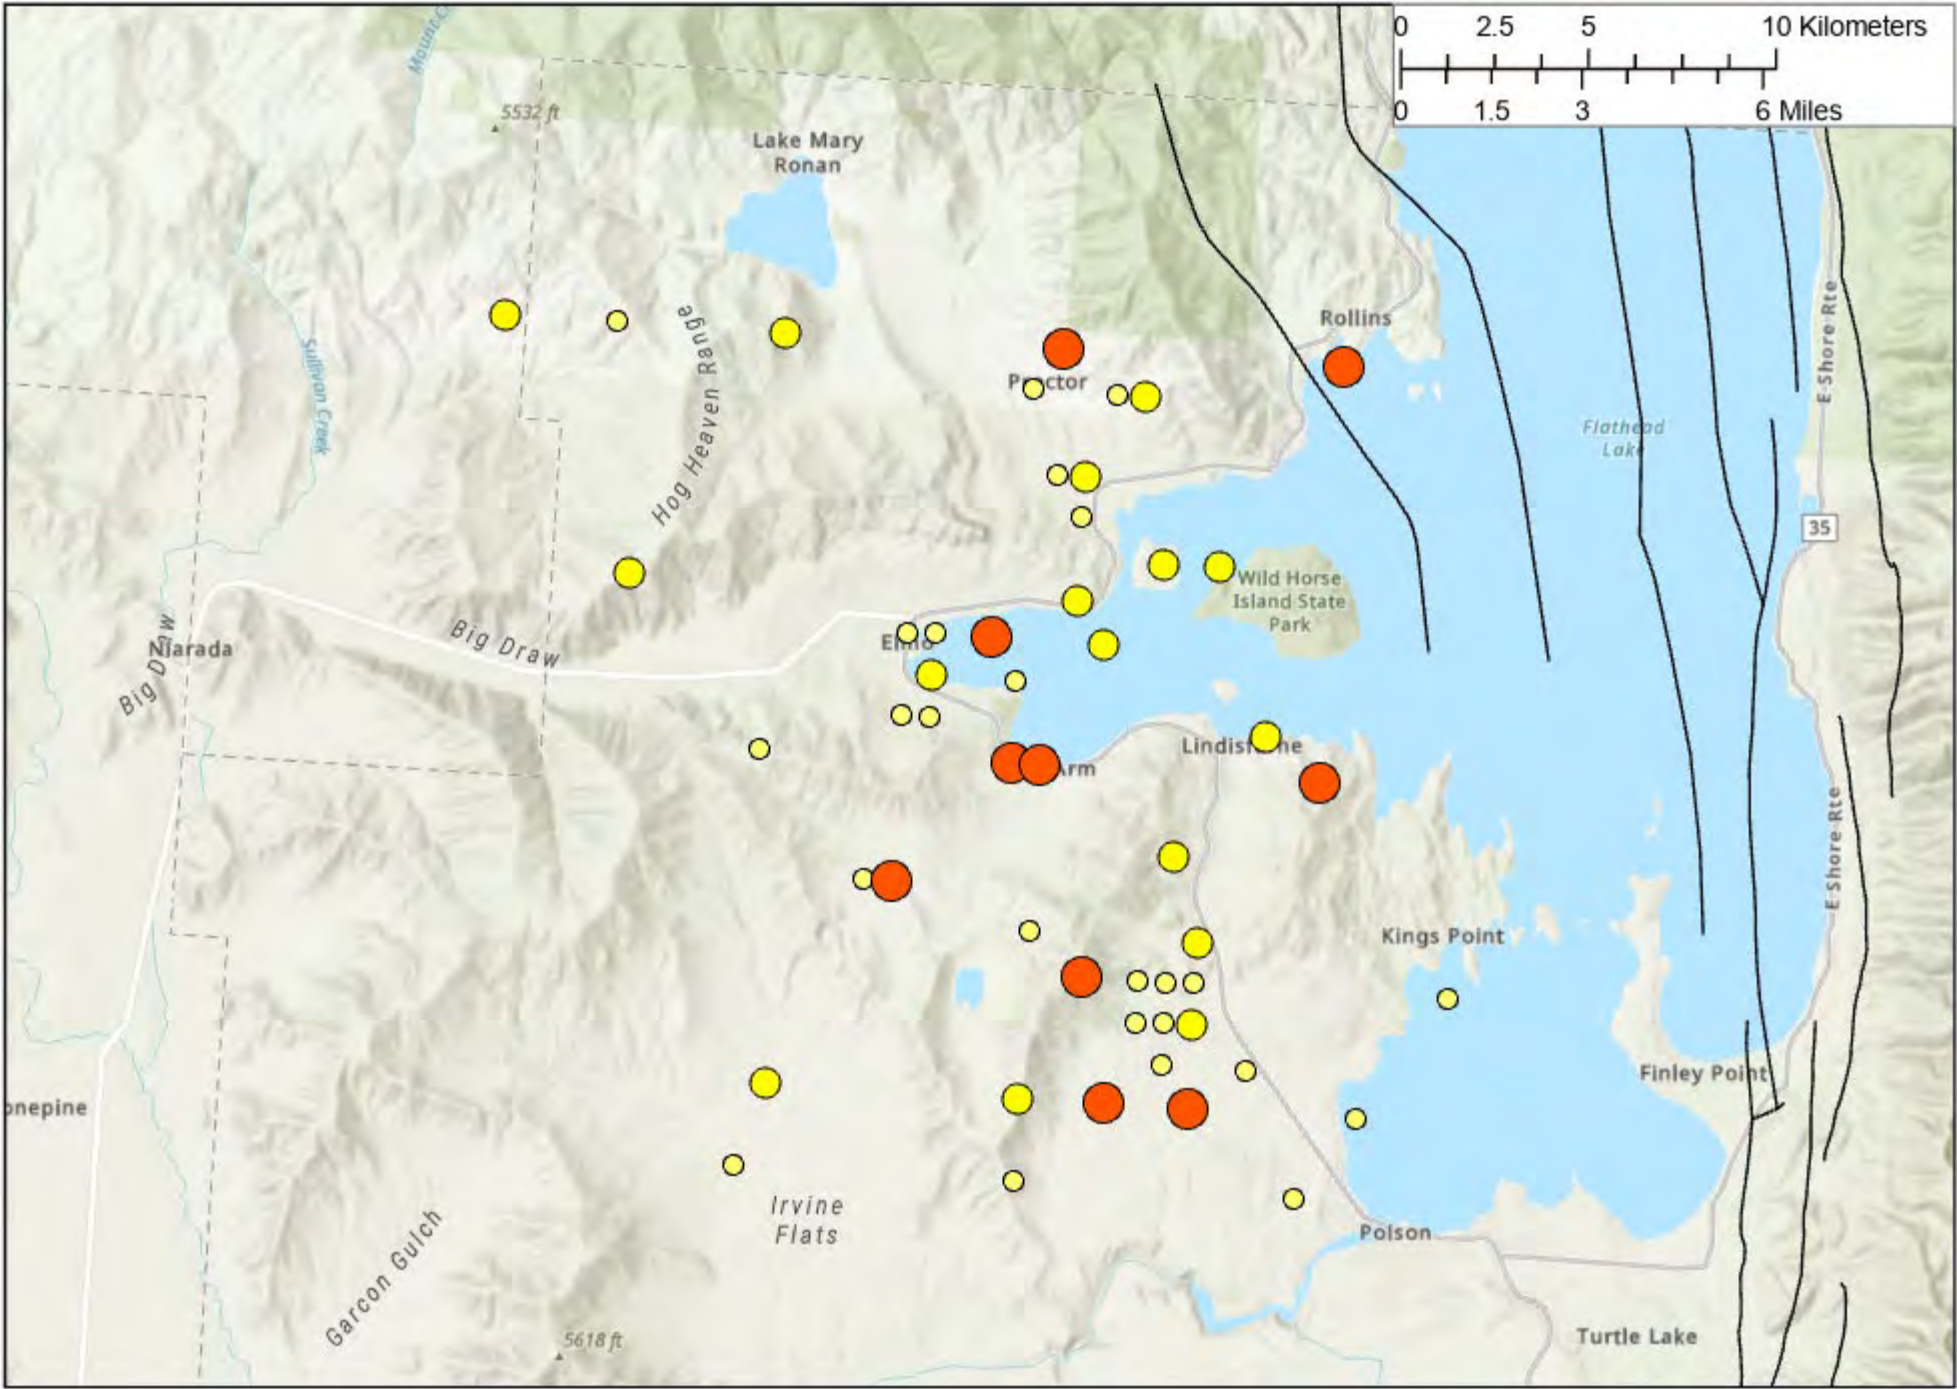 0 2.5 5 10 Kilometers
0 1.5 3 6 Miles
5532 ft
Lake Mary
Ronan
Sullivan Creek
Hog Heaven Range
Rollins
E Shore Rte
Flathead
Lake
35
Wild Horse
Island State
Park
Big Draw
Niarada
Big Draw
Arm
Kings Point
E Shore Rte
Finley Point
onepine
Irvine
Flats
Garcon Gulch
Polson
5618 ft
Turtle Lake